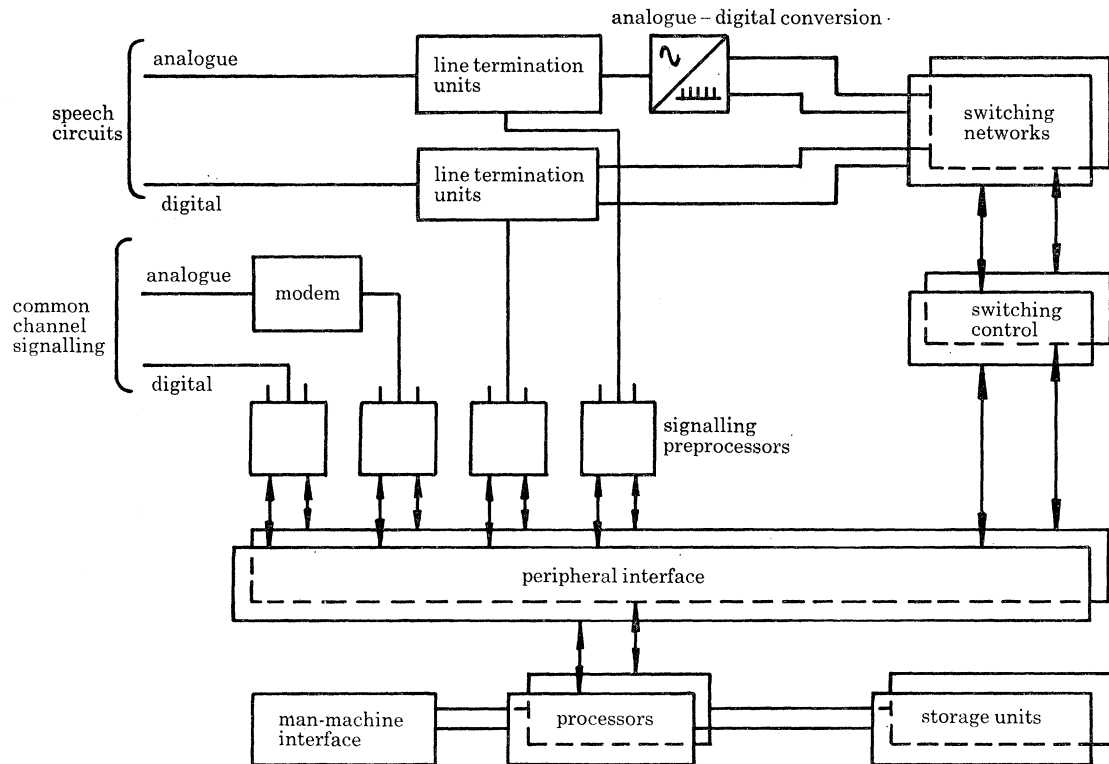 analogue – digital conversion
analogue
line termination
units
speech
circuits
switching
networks
line termination
units
digital
analogue
modem
common
channel
signalling
switching
control
digital
signalling
preprocessors
peripheral interface
man-machine
interface
processors
storage units